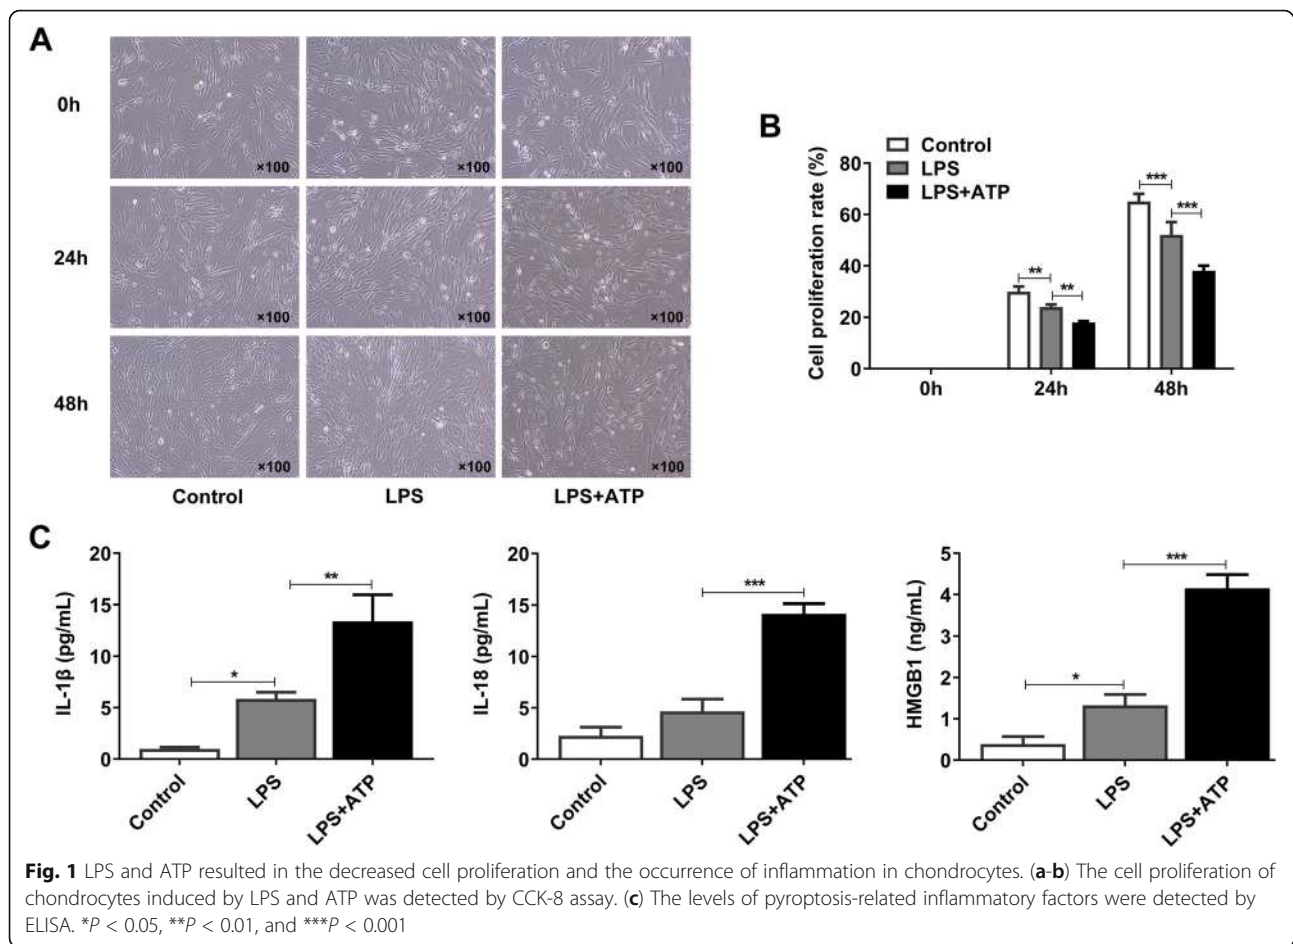 A
0h
×100
×100
×100
24h
×100
×100
×100
48h
×100
×100
×100
Control
LPS
LPS+ATP
B
Control
LPS
LPS+ATP
Cell proliferation rate (%)
80
60
40
20
0
**
**
***
***
0h
24h
48h
C
IL-1β (pg/mL)
20
15
10
5
0
*
**
Control
LPS
LPS+ATP
IL-18 (pg/mL)
20
15
10
5
0
***
Control
LPS
LPS+ATP
HMGB1 (ng/mL)
5
4
3
2
1
0
*
***
Control
LPS
LPS+ATP
Fig. 1 LPS and ATP resulted in the decreased cell proliferation and the occurrence of inflammation in chondrocytes. (a-b) The cell proliferation of
chondrocytes induced by LPS and ATP was detected by CCK-8 assay. (c) The levels of pyroptosis-related inflammatory factors were detected by
ELISA. *P < 0.05, **P < 0.01, and ***P < 0.001